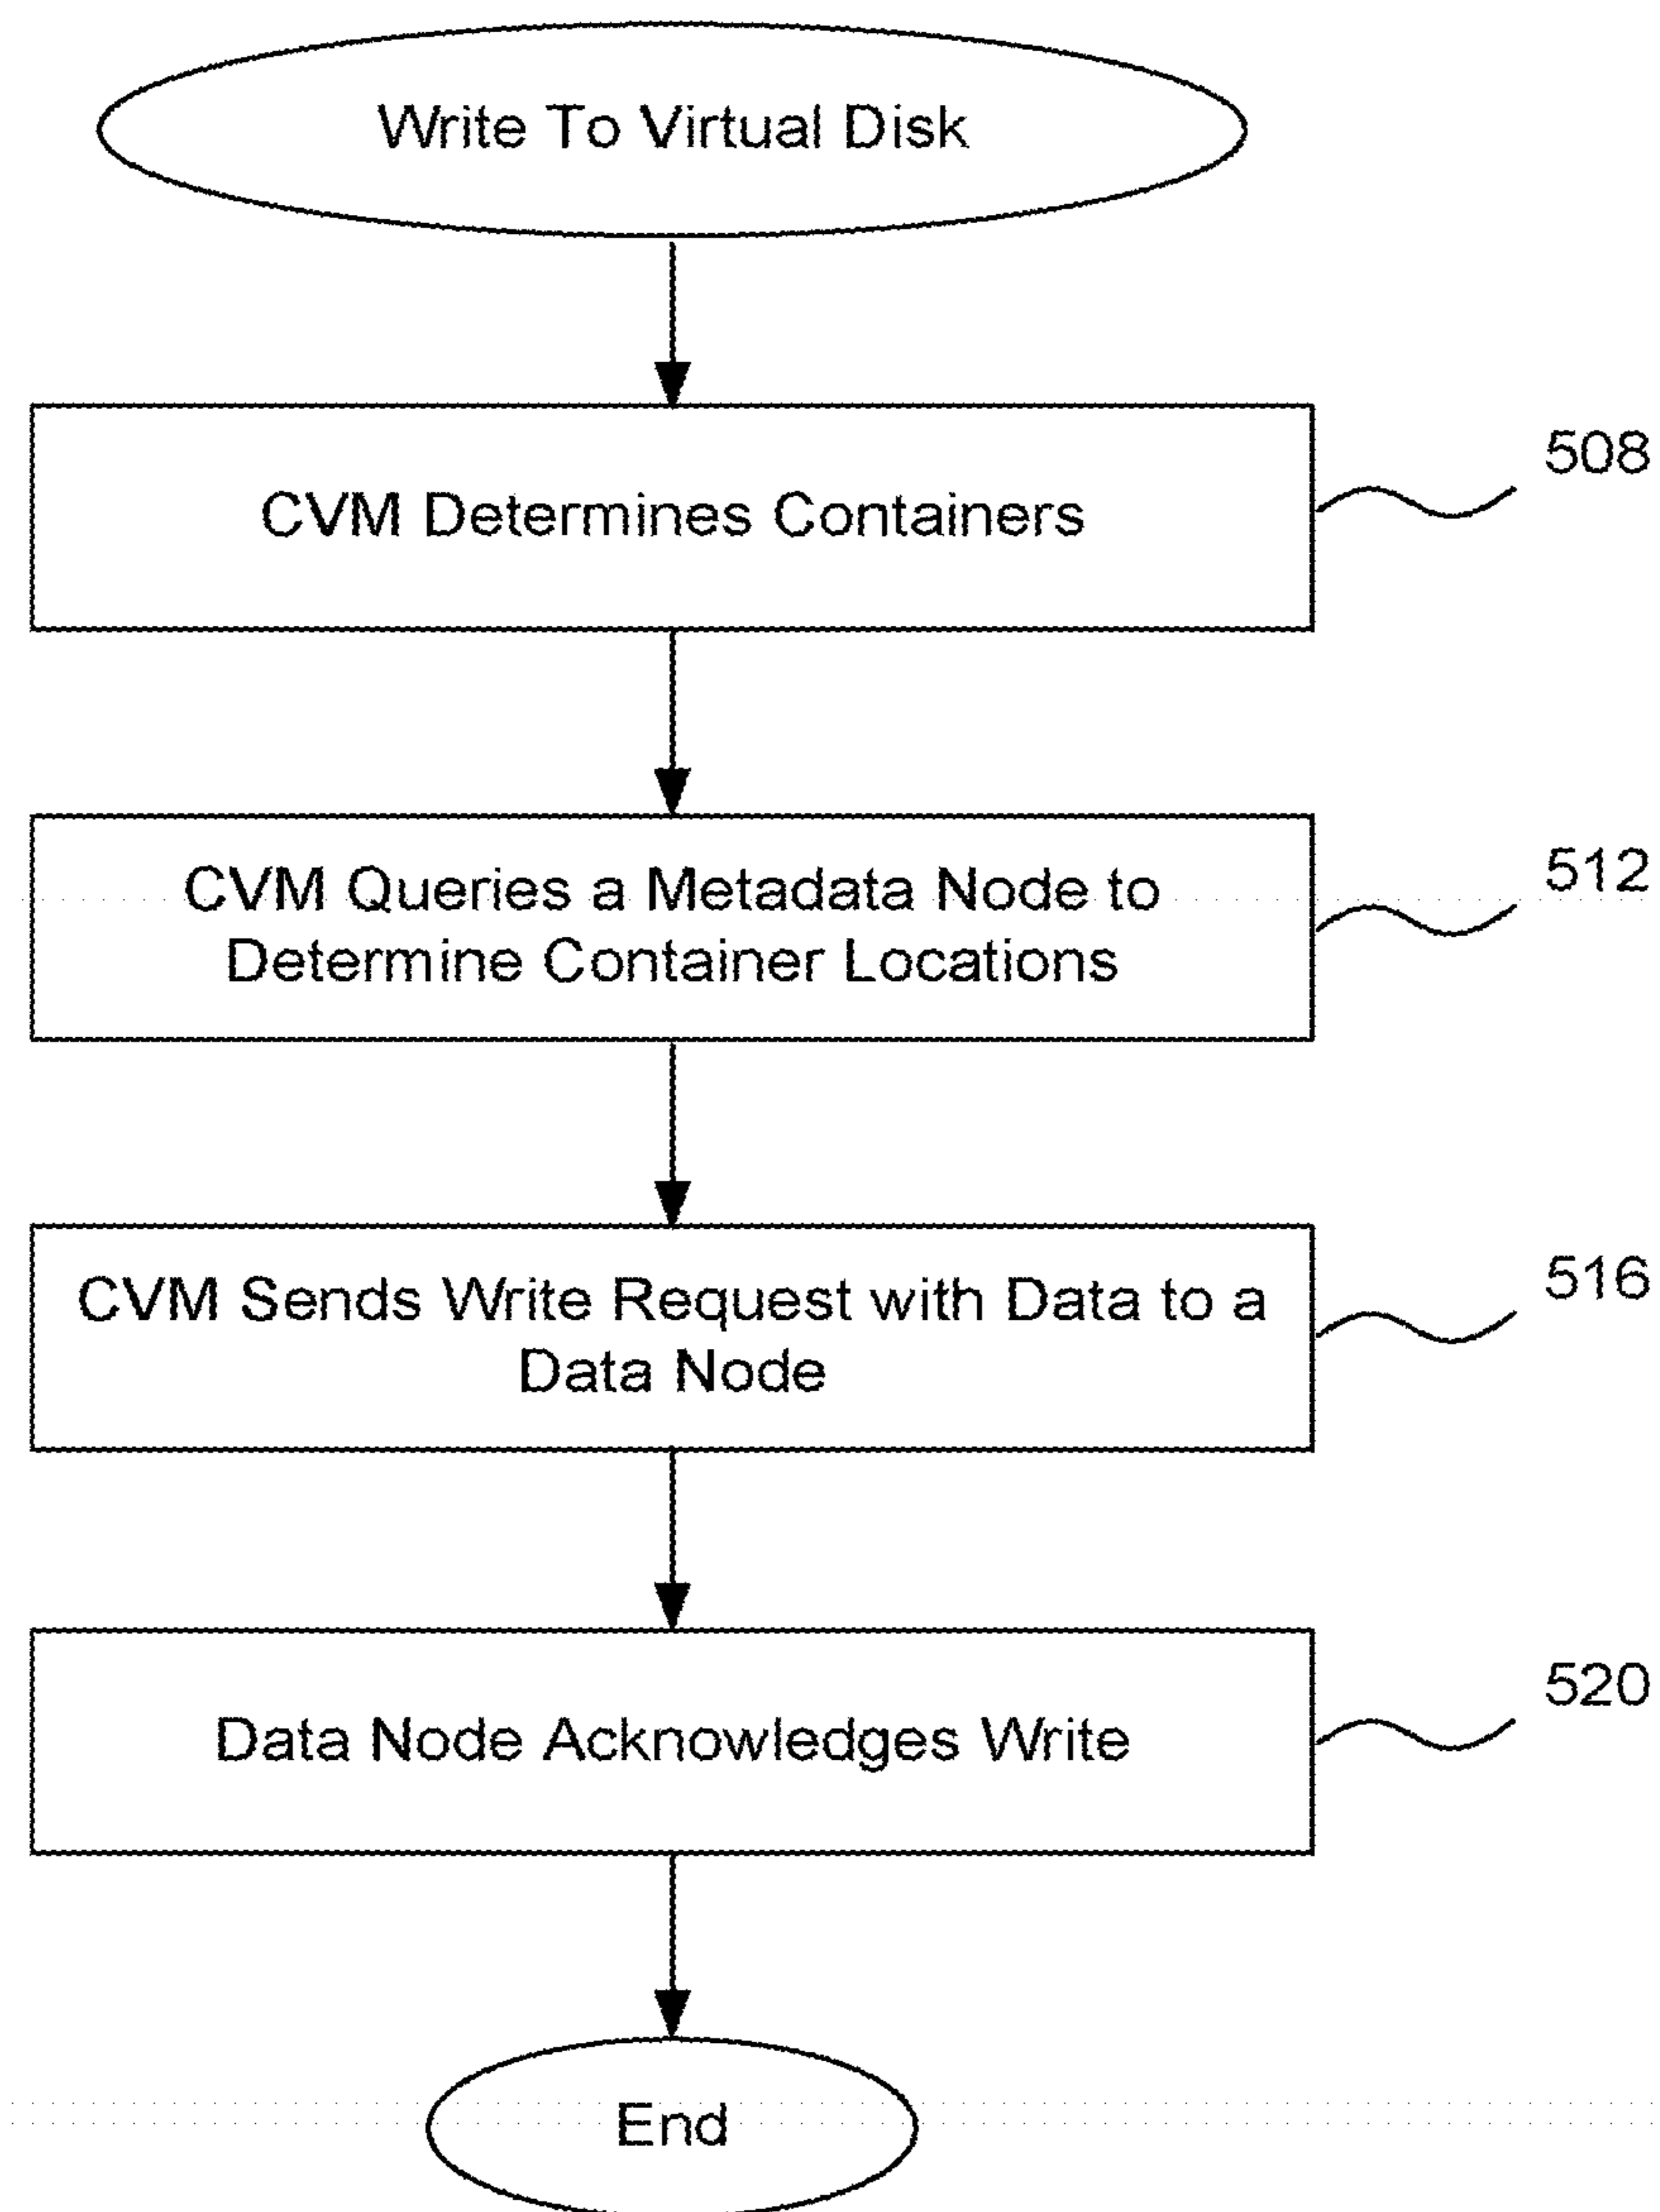 Write To Virtual Disk
CVM Determines Containers
508
CVM Queries a Metadata Node to
Determine Container Locations
512
CVM Sends Write Request with Data to a
Data Node
516
Data Node Acknowledges Write
520
End